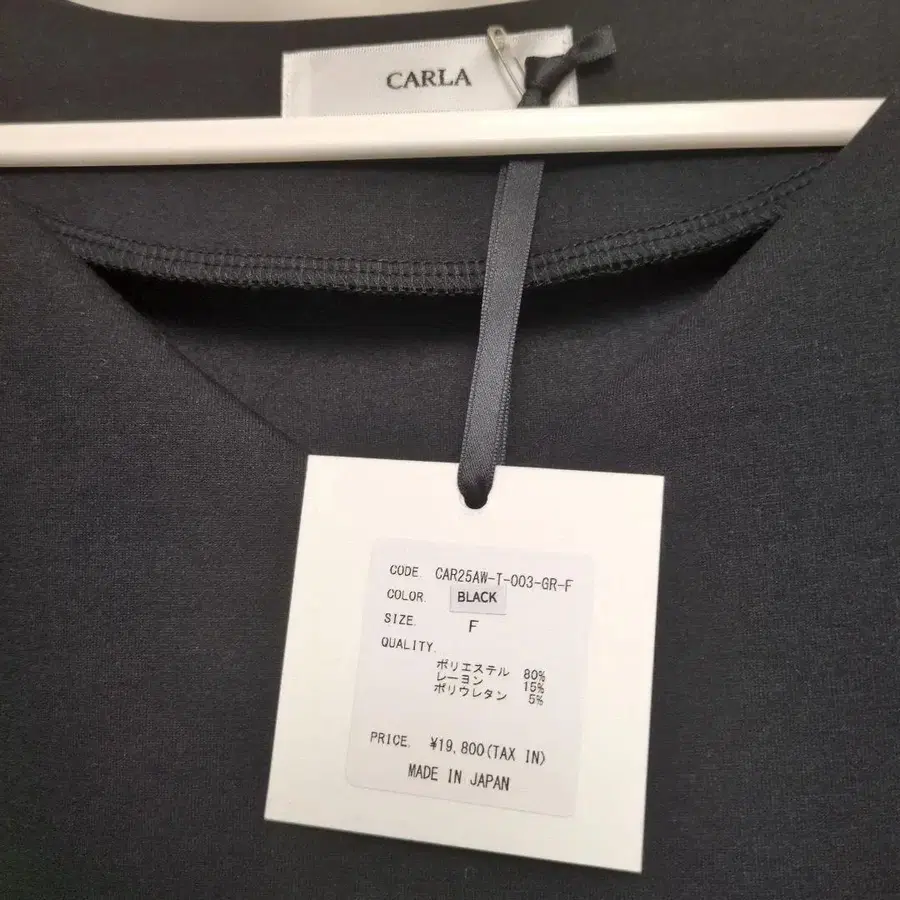 CARLA
CODE. CAR25AW-T-003-GR-F
COLOR. BLACK
SIZE. F
QUALITY.
ポリエステル 80%
レーヨン 15%
ポリウレタン 5%
PRICE. ¥19,800(TAX IN)
MADE IN JAPAN